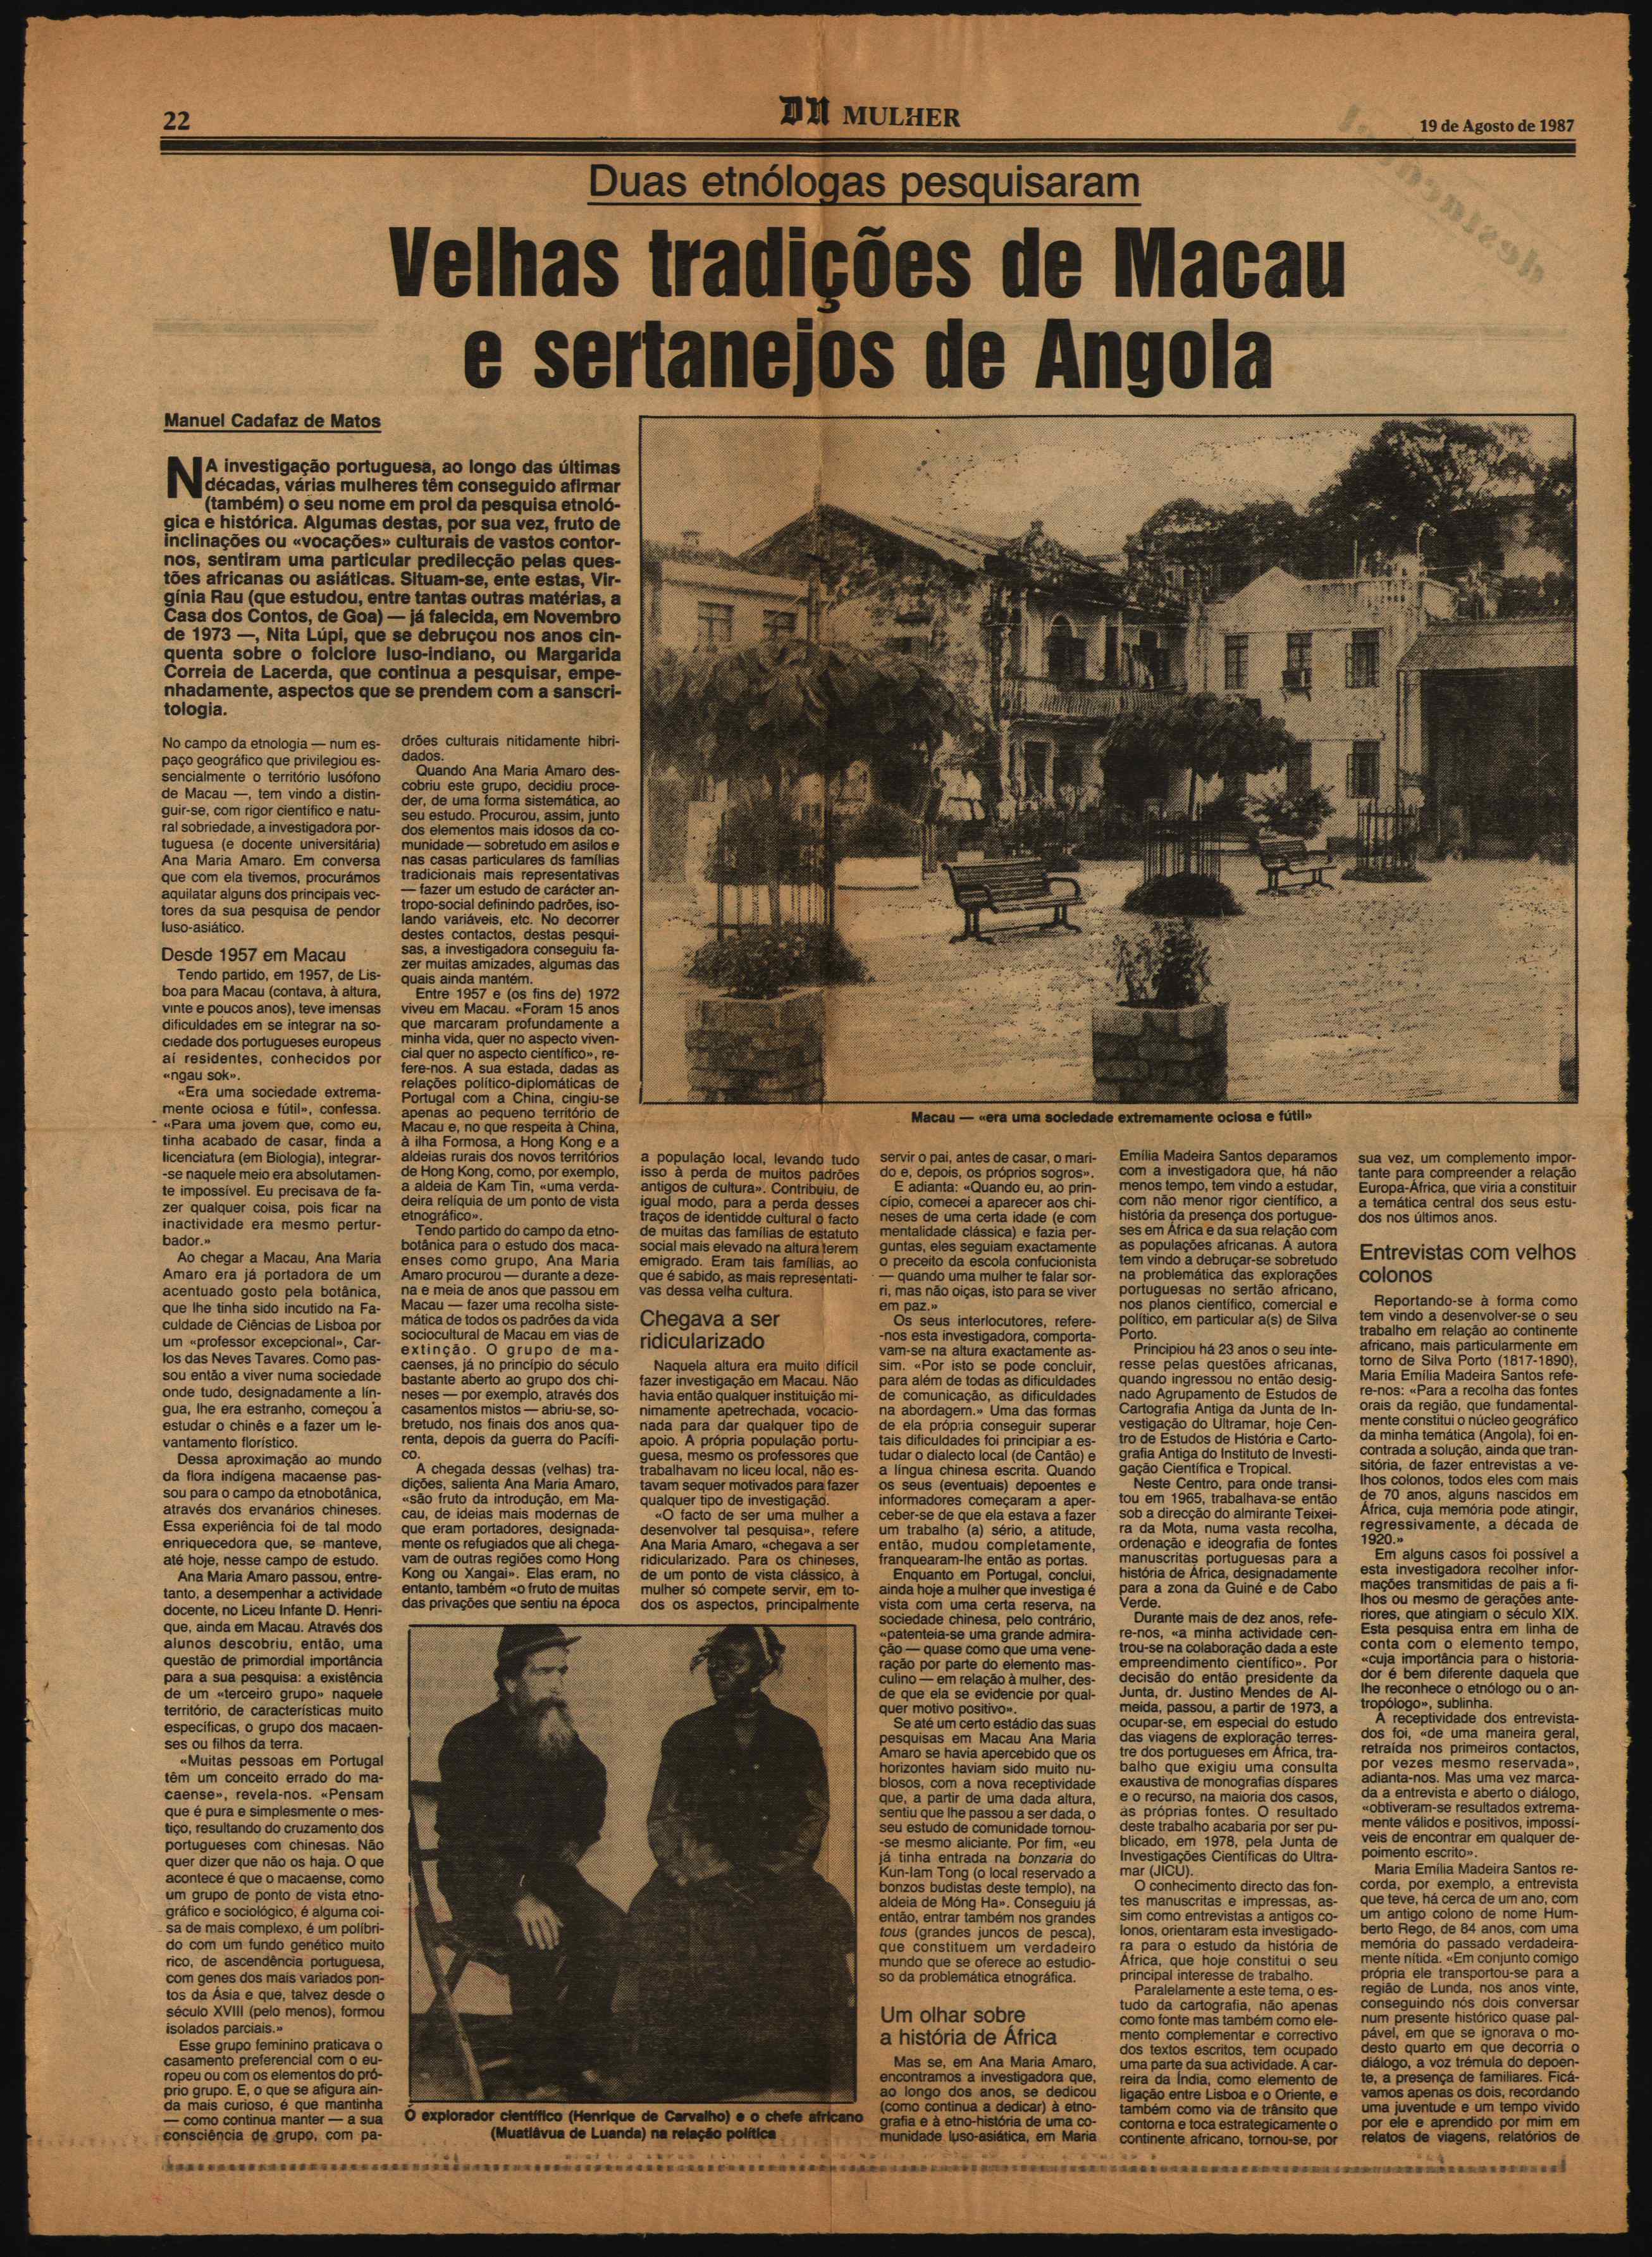 22
DN MULHER
19 de Agosto de 1987
Duas etnólogas pesquisaram
Velhas tradições de Macau
e sertanejos de Angola
Manuel Cadafaz de Matos
NA investigação portuguesa, ao longo das últimas
décadas, várias mulheres têm conseguido afirmar
(também) o seu nome em prol da pesquisa etnoló-
gica e histórica. Algumas destas, por sua vez, fruto de
inclinações ou «vocações» culturais de vastos contor-
nos, sentiram uma particular predilecção pelas ques-
tões africanas ou asiáticas. Situam-se, ente estas, Vir-
gínia Rau (que estudou, entre tantas outras matérias, a
Casa dos Contos, de Goa) — já falecida, em Novembro
de 1973 —, Nita Lúpi, que se debruçou nos anos cin-
quenta sobre o folclore luso-indiano, ou Margarida
Correia de Lacerda, que continua a pesquisar, empe-
nhadamente, aspectos que se prendem com a sanscri-
tologia.
No campo da etnologia — num es-
paço geográfico que privilegiou es-
sencialmente o território lusófono
de Macau —, tem vindo a distin-
guir-se, com rigor científico e natu-
ral sobriedade, a investigadora por-
tuguesa (e docente universitária)
Ana Maria Amaro. Em conversa
que com ela tivemos, procurámos
aquilatar alguns dos principais vec-
tores da sua pesquisa de pendor
luso-asiático.
Desde 1957 em Macau
Tendo partido, em 1957, de Lis-
boa para Macau (contava, à altura,
vinte e poucos anos), teve imensas
dificuldades em se integrar na so-
ciedade dos portugueses europeus
aí residentes, conhecidos por
«ngau sok».
«Era uma sociedade extrema-
mente ociosa e fútil», confessa.
«Para uma jovem que, como eu,
tinha acabado de casar, finda a
licenciatura (em Biologia), integrar-
-se naquele meio era absolutamen-
te impossível. Eu precisava de fa-
zer qualquer coisa, pois ficar na
inactividade era mesmo pertur-
bador.»
Ao chegar a Macau, Ana Maria
Amaro era já portadora de um
acentuado gosto pela botânica,
que lhe tinha sido incutido na Fa-
culdade de Ciências de Lisboa por
um «professor excepcional», Car-
los das Neves Tavares. Como pas-
sou então a viver numa sociedade
onde tudo, designadamente a lín-
gua, lhe era estranho, começou a
estudar o chinês e a fazer um le-
vantamento florístico.
Dessa aproximação ao mundo
da flora indígena macaense pas-
sou para o campo da etnobotânica,
através dos ervanários chineses.
Essa experiência foi de tal modo
enriquecedora que, se manteve,
até hoje, nesse campo de estudo.
Ana Maria Amaro passou, entre-
tanto, a desempenhar a actividade
docente, no Liceu Infante D. Henri-
que, ainda em Macau. Através dos
alunos descobriu, então, uma
questão de primordial importância
para a sua pesquisa: a existência
de um «terceiro grupo» naquele
território, de características muito
específicas, o grupo dos macaen-
ses ou filhos da terra.
«Muitas pessoas em Portugal
têm um conceito errado do ma-
caense», revela-nos. «Pensam
que é pura e simplesmente o mes-
tiço, resultando do cruzamento dos
portugueses com chinesas. Não
quer dizer que não os haja. O que
acontece é que o macaense, como
um grupo de ponto de vista etno-
gráfico e sociológico, é alguma coi-
sa de mais complexo, é um políbri-
do com um fundo genético muito
rico, de ascendência portuguesa,
com genes dos mais variados pon-
tos da Ásia e que, talvez desde o
século XVIII (pelo menos), formou
isolados parciais.»
Esse grupo feminino praticava o
casamento preferencial com o eu-
ropeu ou com os elementos do pró-
prio grupo. E, o que se afigura ain-
da mais curioso, é que mantinha
— como continua manter — a sua
consciência de grupo, com pa-
drões culturais nitidamente hibri-
dados.
Quando Ana Maria Amaro des-
cobriu este grupo, decidiu proce-
der, de uma forma sistemática, ao
seu estudo. Procurou, assim, junto
dos elementos mais idosos da co-
munidade — sobretudo em asilos e
nas casas particulares ds famílias
tradicionais mais representativas
— fazer um estudo de carácter an-
tropo-social definindo padrões, iso-
lando variáveis, etc. No decorrer
destes contactos, destas pesqui-
sas, a investigadora conseguiu fa-
zer muitas amizades, algumas das
quais ainda mantém.
Entre 1957 e (os fins de) 1972
viveu em Macau. «Foram 15 anos
que marcaram profundamente a
minha vida, quer no aspecto viven-
cial quer no aspecto científico», re-
fere-nos. A sua estada, dadas as
relações político-diplomáticas de
Portugal com a China, cingiu-se
apenas ao pequeno território de
Macau e, no que respeita à China,
à ilha Formosa, a Hong Kong e a
aldeias rurais dos novos territórios
de Hong Kong, como, por exemplo,
a aldeia de Kam Tin, «uma verda-
deira relíquia de um ponto de vista
etnográfico».
Tendo partido do campo da etno-
botânica para o estudo dos maca-
enses como grupo, Ana Maria
Amaro procurou — durante a deze-
na e meia de anos que passou em
Macau — fazer uma recolha siste-
mática de todos os padrões da vida
sociocultural de Macau em vias de
extinção. O grupo de ma-
caenses, já no princípio do século
bastante aberto ao grupo dos chi-
neses — por exemplo, através dos
casamentos mistos — abriu-se, so-
bretudo, nos finais dos anos qua-
renta, depois da guerra do Pacífi-
co.
A chegada dessas (velhas) tra-
dições, salienta Ana Maria Amaro,
«são fruto da introdução, em Ma-
cau, de ideias mais modernas de
que eram portadores, designada-
mente os refugiados que ali chega-
vam de outras regiões como Hong
Kong ou Xangai». Elas eram, no
entanto, também «o fruto de muitas
das privações que sentiu na época
Macau — «era uma sociedade extremamente ociosa e fútil»
a população local, levando tudo
isso à perda de muitos padrões
antigos de cultura». Contribuiu, de
igual modo, para a perda desses
traços de identidde cultural o facto
de muitas das famílias de estatuto
social mais elevado na altura terem
emigrado. Eram tais famílias, ao
que é sabido, as mais representati-
vas dessa velha cultura.
Chegava a ser
ridicularizado
Naquela altura era muito difícil
fazer investigação em Macau. Não
havia então qualquer instituição mi-
nimamente apetrechada, vocacio-
nada para dar qualquer tipo de
apoio. A própria população portu-
guesa, mesmo os professores que
trabalhavam no liceu local, não es-
tavam sequer motivados para fazer
qualquer tipo de investigação.
«O facto de ser uma mulher a
desenvolver tal pesquisa», refere
Ana Maria Amaro, «chegava a ser
ridicularizado. Para os chineses,
de um ponto de vista clássico, à
mulher só compete servir, em to-
dos os aspectos, principalmente
O explorador científico (Henrique de Carvalho) e o chefe africano
(Muatiâvua de Luanda) na relação política
servir o pai, antes de casar, o mari-
do e, depois, os próprios sogros».
E adianta: «Quando eu, ao prin-
cípio, comecei a aparecer aos chi-
neses de uma certa idade (e com
mentalidade clássica) e fazia per-
guntas, eles seguiam exactamente
o preceito da escola confucionista
— quando uma mulher te falar sor-
ri, mas não oiças, isto para se viver
em paz.»
Os seus interlocutores, refere-
-nos esta investigadora, comporta-
vam-se na altura exactamente as-
sim. «Por isto se pode concluir,
para além de todas as dificuldades
de comunicação, as dificuldades
na abordagem.» Uma das formas
de ela própria conseguir superar
tais dificuldades foi principiar a es-
tudar o dialecto local (de Cantão) e
a língua chinesa escrita. Quando
os seus (eventuais) depoentes e
informadores começaram a aper-
ceber-se de que ela estava a fazer
um trabalho (a) sério, a atitude,
então, mudou completamente,
franquearam-lhe então as portas.
Enquanto em Portugal, conclui,
ainda hoje a mulher que investiga é
vista com uma certa reserva, na
sociedade chinesa, pelo contrário,
«patenteia-se uma grande admira-
ção — quase como que uma vene-
ração por parte do elemento mas-
culino — em relação à mulher, des-
de que ela se evidencie por qual-
quer motivo positivo».
Se até um certo estádio das suas
pesquisas em Macau Ana Maria
Amaro se havia apercebido que os
horizontes haviam sido muito nu-
blosos, com a nova receptividade
que, a partir de uma dada altura,
sentiu que lhe passou a ser dada, o
seu estudo de comunidade tornou-
-se mesmo aliciante. Por fim, «eu
já tinha entrada na bonzaria do
Kun-Iam Tong (o local reservado a
bonzos budistas deste templo), na
aldeia de Móng Ha». Conseguiu já
então, entrar também nos grandes
tous (grandes juncos de pesca),
que constituem um verdadeiro
mundo que se oferece ao estudio-
so da problemática etnográfica.
Um olhar sobre
a história de África
Mas se, em Ana Maria Amaro,
encontramos a investigadora que,
ao longo dos anos, se dedicou
(como continua a dedicar) à etno-
grafia e à etno-história de uma co-
munidade luso-asiática, em Maria
Emília Madeira Santos deparamos
com a investigadora que, há não
menos tempo, tem vindo a estudar,
com não menor rigor científico, a
história da presença dos portugue-
ses em África e da sua relação com
as populações africanas. A autora
tem vindo a debruçar-se sobretudo
na problemática das explorações
portuguesas no sertão africano,
nos planos científico, comercial e
político, em particular a(s) de Silva
Porto.
Principiou há 23 anos o seu inte-
resse pelas questões africanas,
quando ingressou no então desig-
nado Agrupamento de Estudos de
Cartografia Antiga da Junta de In-
vestigação do Ultramar, hoje Cen-
tro de Estudos de História e Carto-
grafia Antiga do Instituto de Investi-
gação Científica e Tropical.
Neste Centro, para onde transi-
tou em 1965, trabalhava-se então
sob a direcção do almirante Teixei-
ra da Mota, numa vasta recolha,
ordenação e ideografia de fontes
manuscritas portuguesas para a
história de África, designadamente
para a zona da Guiné e de Cabo
Verde.
Durante mais de dez anos, refe-
re-nos, «a minha actividade cen-
trou-se na colaboração dada a este
empreendimento científico». Por
decisão do então presidente da
Junta, dr. Justino Mendes de Al-
meida, passou, a partir de 1973, a
ocupar-se, em especial do estudo
das viagens de exploração terres-
tre dos portugueses em África, tra-
balho que exigiu uma consulta
exaustiva de monografias díspares
e o recurso, na maioria dos casos,
às próprias fontes. O resultado
deste trabalho acabaria por ser pu-
blicado, em 1978, pela Junta de
Investigações Científicas do Ultra-
mar (JICU).
O conhecimento directo das fon-
tes manuscritas e impressas, as-
sim como entrevistas a antigos co-
lonos, orientaram esta investigado-
ra para o estudo da história de
África, que hoje constitui o seu
principal interesse de trabalho.
Paralelamente a este tema, o es-
tudo da cartografia, não apenas
como fonte mas também como ele-
mento complementar e correctivo
dos textos escritos, tem ocupado
uma parte da sua actividade. A car-
reira da Índia, como elemento de
ligação entre Lisboa e o Oriente, e
também como via de trânsito que
contorna e toca estrategicamente o
continente africano, tornou-se, por
sua vez, um complemento impor-
tante para compreender a relação
Europa-África, que viria a constituir
a temática central dos seus estu-
dos nos últimos anos.
Entrevistas com velhos
colonos
Reportando-se à forma como
tem vindo a desenvolver-se o seu
trabalho em relação ao continente
africano, mais particularmente em
torno de Silva Porto (1817-1890),
Maria Emília Madeira Santos refe-
re-nos: «Para a recolha das fontes
orais da região, que fundamental-
mente constitui o núcleo geográfico
da minha temática (Angola), foi en-
contrada a solução, ainda que tran-
sitória, de fazer entrevistas a ve-
lhos colonos, todos eles com mais
de 70 anos, alguns nascidos em
África, cuja memória pode atingir,
regressivamente, a década de
1920.»
Em alguns casos foi possível a
esta investigadora recolher infor-
mações transmitidas de pais a fi-
lhos ou mesmo de gerações ante-
riores, que atingiam o século XIX.
Esta pesquisa entra em linha de
conta com o elemento tempo,
«cuja importância para o historia-
dor é bem diferente daquela que
lhe reconhece o etnólogo ou o an-
tropólogo», sublinha.
A receptividade dos entrevista-
dos foi, «de uma maneira geral,
retraída nos primeiros contactos,
por vezes mesmo reservada»,
adianta-nos. Mas uma vez marca-
da a entrevista e aberto o diálogo,
«obtiveram-se resultados extrema-
mente válidos e positivos, impossí-
veis de encontrar em qualquer de-
poimento escrito».
Maria Emília Madeira Santos re-
corda, por exemplo, a entrevista
que teve, há cerca de um ano, com
um antigo colono de nome Hum-
berto Rego, de 84 anos, com uma
memória do passado verdadeira-
mente nítida. «Em conjunto comigo
própria ele transportou-se para a
região de Lunda, nos anos vinte,
conseguindo nós dois conversar
num presente histórico quase pal-
pável, em que se ignorava o mo-
desto quarto em que decorria o
diálogo, a voz trémula do depoen-
te, a presença de familiares. Ficá-
vamos apenas os dois, recordando
uma juventude e um tempo vivido
por ele e aprendido por mim em
relatos de viagens, relatórios de